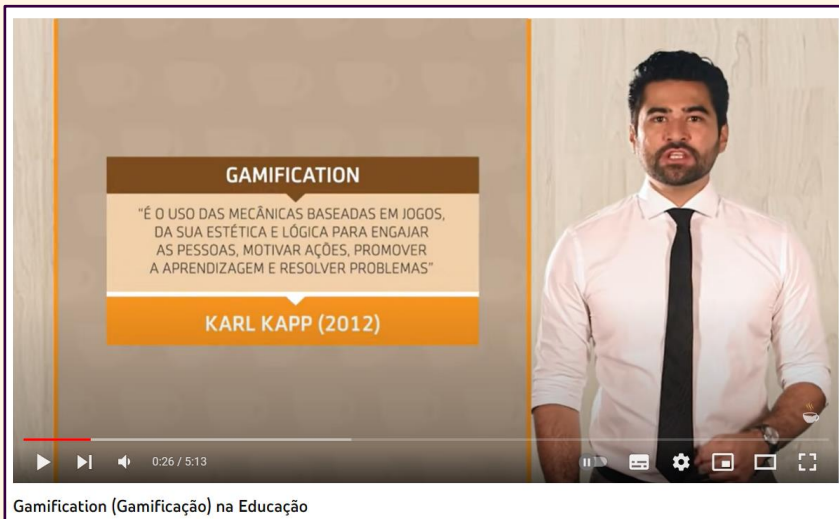 GAMIFICATION
"É O USO DAS MECÂNICAS BASEADAS EM JOGOS,
DA SUA ESTÉTICA E LÓGICA PARA ENGAJAR
AS PESSOAS, MOTIVAR AÇÕES, PROMOVER
A APRENDIZAGEM E RESOLVER PROBLEMAS"
KARL KAPP (2012)
0:26 / 5:13
Gamification (Gamificação) na Educação